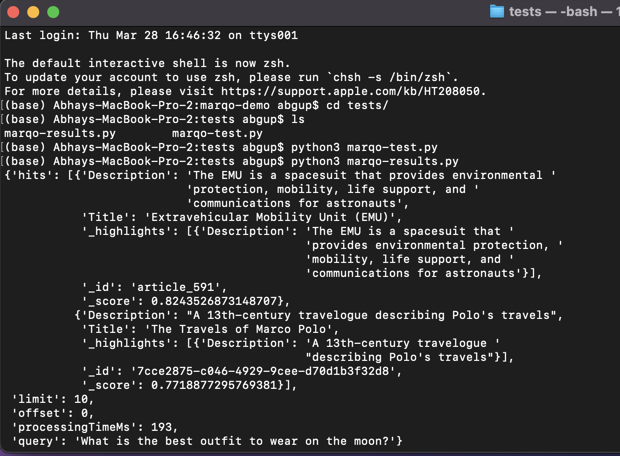 tests — -bash — 1
Last login: Thu Mar 28 16:46:32 on ttys001
The default interactive shell is now zsh.
To update your account to use zsh, please run `chsh -s /bin/zsh`.
For more details, please visit https://support.apple.com/kb/HT208050.
[(base) Abhays-MacBook-Pro-2:marqo-demo abgup$ cd tests/
[(base) Abhays-MacBook-Pro-2:tests abgup$ ls
marqo-results.py        marqo-test.py
[(base) Abhays-MacBook-Pro-2:tests abgup$ python3 marqo-test.py
[(base) Abhays-MacBook-Pro-2:tests abgup$ python3 marqo-results.py
{'hits': [{'Description': 'The EMU is a spacesuit that provides environmental '
                          'protection, mobility, life support, and '
                          'communications for astronauts',
           'Title': 'Extravehicular Mobility Unit (EMU)',
           '_highlights': [{'Description': 'The EMU is a spacesuit that '
                                           'provides environmental protection, '
                                           'mobility, life support, and '
                                           'communications for astronauts'}],
           '_id': 'article_591',
           '_score': 0.8243526873148707},
          {'Description': "A 13th-century travelogue describing Polo's travels",
           'Title': 'The Travels of Marco Polo',
           '_highlights': [{'Description': 'A 13th-century travelogue '
                                           "describing Polo's travels"}],
           '_id': '7cce2875-c046-4929-9cee-d70d1b3f32d8',
           '_score': 0.7718877295769381}],
 'limit': 10,
 'offset': 0,
 'processingTimeMs': 193,
 'query': 'What is the best outfit to wear on the moon?'}